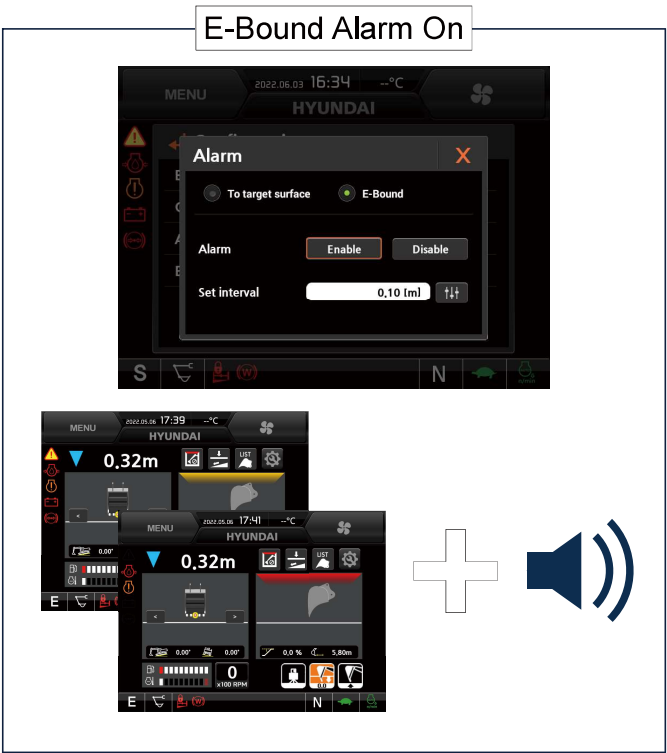 E-Bound Alarm On
MENU
2022.06.03 16:34 --°C
HYUNDAI
Alarm
X
To target surface
E-Bound
Alarm
Enable
Disable
Set interval
0.10 [m]
S
C
(W)
N
MENU
2022.05.06 17:39 --°C
HYUNDAI
0.32m
LIST
<
0.00°
E
MENU
2022.05.06 17:41 --°C
HYUNDAI
0.32m
LIST
<
>
0.00°
0.00°
0,0 %
5,80m
0
x100 RPM
0.0
E
C
(W)
N